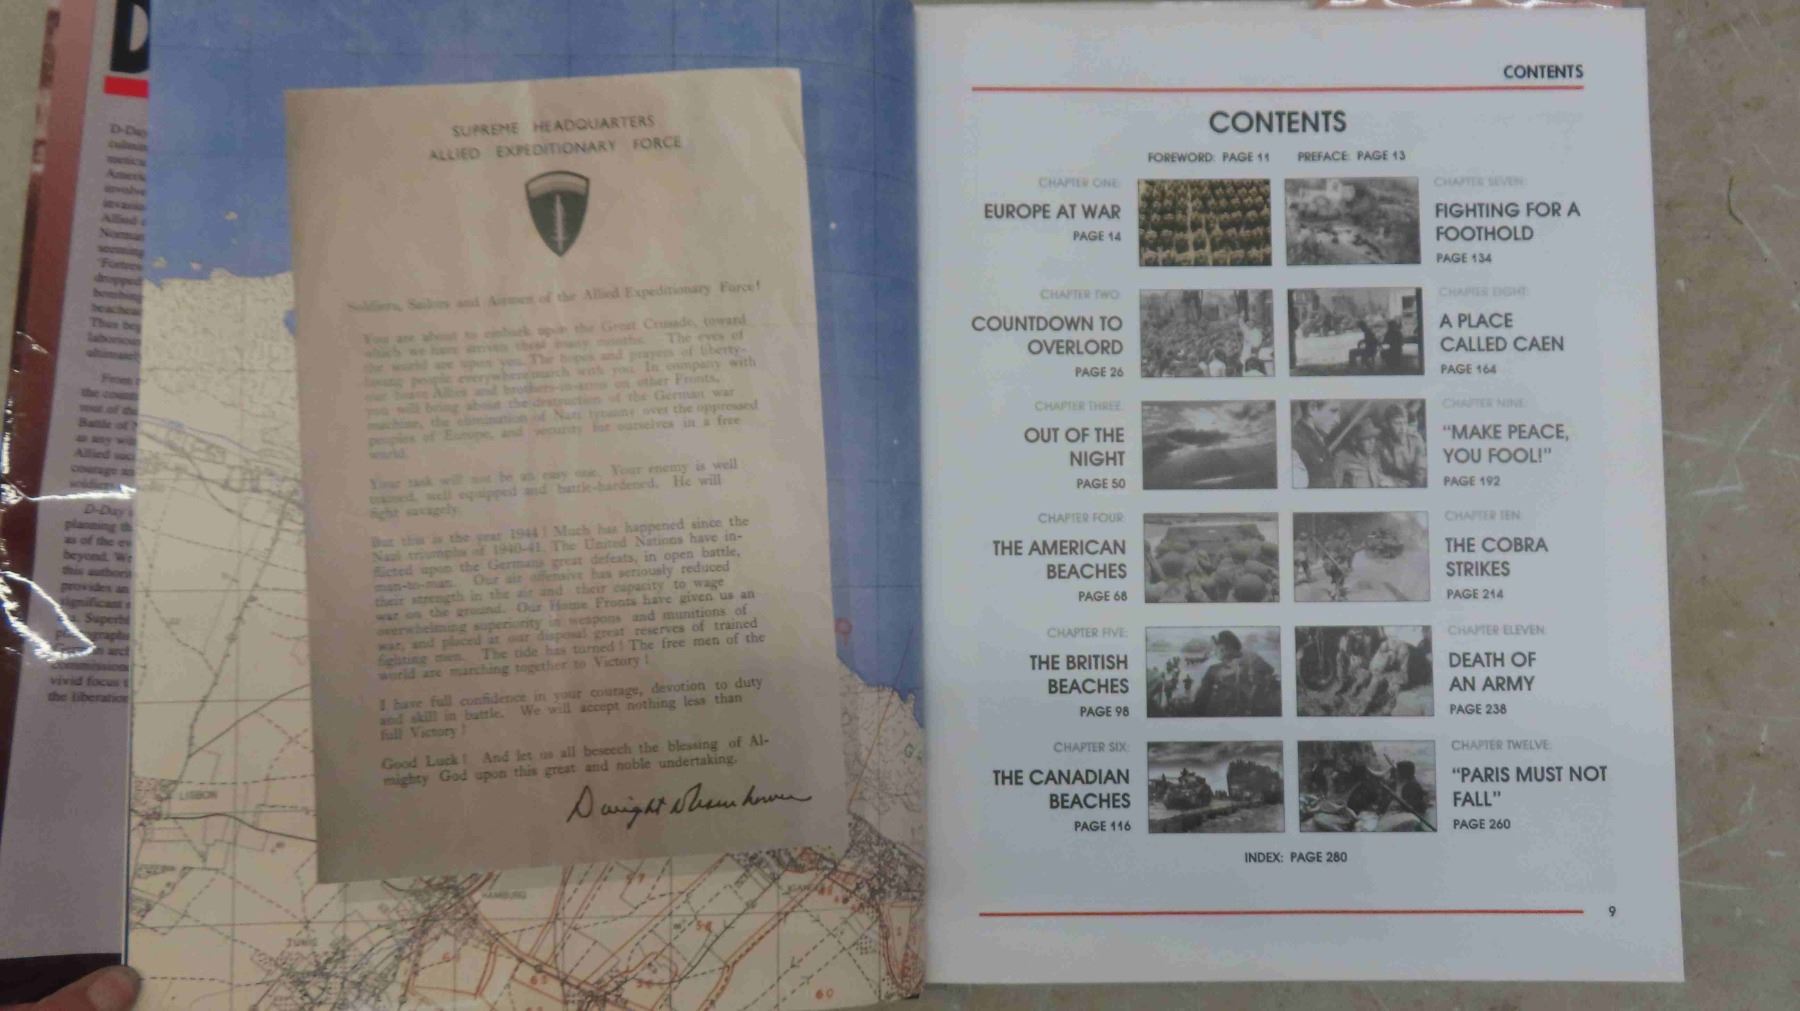 D
D-Day
SUPREME HEADQUARTERS
ALLIED EXPEDITIONARY FORCE
Soldiers, Sailors and Airmen of the Allied Expeditionary Force!
You are about to embark upon the Great Crusade, toward
which we have striven these many months. The eyes of
the world are upon you. The hopes and prayers of liberty-
loving people everywhere march with you. In company with
our brave Allies and brothers-in-arms on other Fronts,
you will bring about the destruction of the German war
machine, the elimination of Nazi tyranny over the oppressed
peoples of Europe, and security for ourselves in a free
world.
Your task will not be an easy one. Your enemy is well
trained, well equipped and battle-hardened. He will
fight savagely.
But this is the year 1944! Much has happened since the
Nazi triumphs of 1940-41. The United Nations have in-
flicted upon the Germans great defeats, in open battle,
man-to-man. Our air offensive has seriously reduced
their strength in the air and their capacity to wage
war on the ground. Our Home Fronts have given us an
overwhelming superiority in weapons and munitions of
war, and placed at our disposal great reserves of trained
fighting men. The tide has turned! The free men of the
world are marching together to Victory!
I have full confidence in your courage, devotion to duty
and skill in battle. We will accept nothing less than
full Victory!
Good Luck! And let us all beseech the blessing of Al-
mighty God upon this great and noble undertaking.
Dwight D Eisenhower
LISBON
HAMBURG
60
CONTENTS
CONTENTS
FOREWORD: PAGE 11 PREFACE: PAGE 13
CHAPTER ONE:
EUROPE AT WAR
PAGE 14
CHAPTER TWO:
COUNTDOWN TO
OVERLORD
PAGE 26
CHAPTER THREE:
OUT OF THE
NIGHT
PAGE 50
CHAPTER FOUR:
THE AMERICAN
BEACHES
PAGE 68
CHAPTER FIVE:
THE BRITISH
BEACHES
PAGE 98
CHAPTER SIX:
THE CANADIAN
BEACHES
PAGE 116
CHAPTER SEVEN:
FIGHTING FOR A
FOOTHOLD
PAGE 134
CHAPTER EIGHT:
A PLACE
CALLED CAEN
PAGE 164
CHAPTER NINE:
“MAKE PEACE,
YOU FOOL!”
PAGE 192
CHAPTER TEN:
THE COBRA
STRIKES
PAGE 214
CHAPTER ELEVEN:
DEATH OF
AN ARMY
PAGE 238
CHAPTER TWELVE:
“PARIS MUST NOT
FALL”
PAGE 260
INDEX: PAGE 280
9